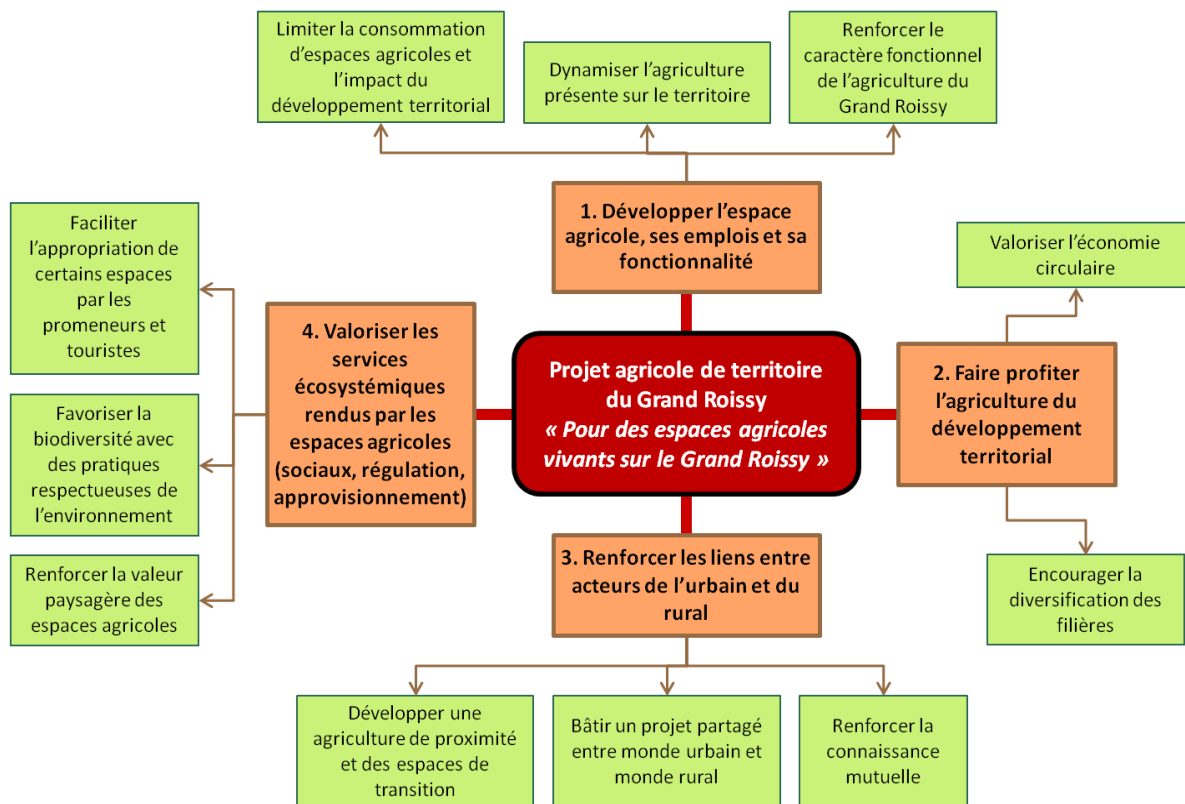 Limiter la consommation
d’espaces agricoles et
l’impact du
développement territorial
Dynamiser l’agriculture
présente sur le territoire
Renforcer le
caractère fonctionnel
de l’agriculture du
Grand Roissy
1. Développer l’espace
agricole, ses emplois et sa
fonctionnalité
Faciliter
l’appropriation de
certains espaces
par les
promeneurs et
touristes
Favoriser la
biodiversité avec
des pratiques
respectueuses de
l’environnement
Renforcer la valeur
paysagère des
espaces agricoles
4. Valoriser les
services
écosystémiques
rendus par les
espaces agricoles
(sociaux, régulation,
approvisionnement)
Projet agricole de territoire
du Grand Roissy
« Pour des espaces agricoles
vivants sur le Grand Roissy »
Valoriser l’économie
circulaire
2. Faire profiter
l’agriculture du
développement
territorial
Encourager la
diversification des
filières
3. Renforcer les liens entre
acteurs de l’urbain et du
rural
Développer une
agriculture de proximité
et des espaces de
transition
Bâtir un projet partagé
entre monde urbain et
monde rural
Renforcer la
connaissance
mutuelle